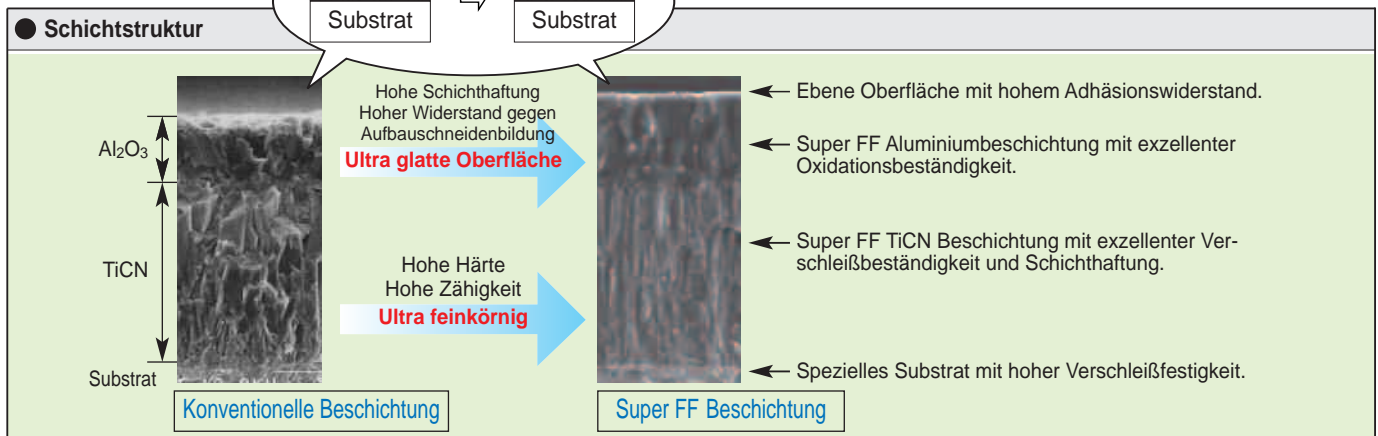 Substrat
Substrat
Schichtstruktur
Al₂O₃
TiCN
Substrat
Hohe Schichthaftung
Hoher Widerstand gegen
Aufbauschneidenbildung
Ultra glatte Oberfläche
Hohe Härte
Hohe Zähigkeit
Ultra feinkörnig
Ebene Oberfläche mit hohem Adhäsionswiderstand.
Super FF Aluminiumbeschichtung mit exzellenter
Oxidationsbeständigkeit.
Super FF TiCN Beschichtung mit exzellenter Ver-
schleißbeständigkeit und Schichthaftung.
Spezielles Substrat mit hoher Verschleißfestigkeit.
Konventionelle Beschichtung
Super FF Beschichtung